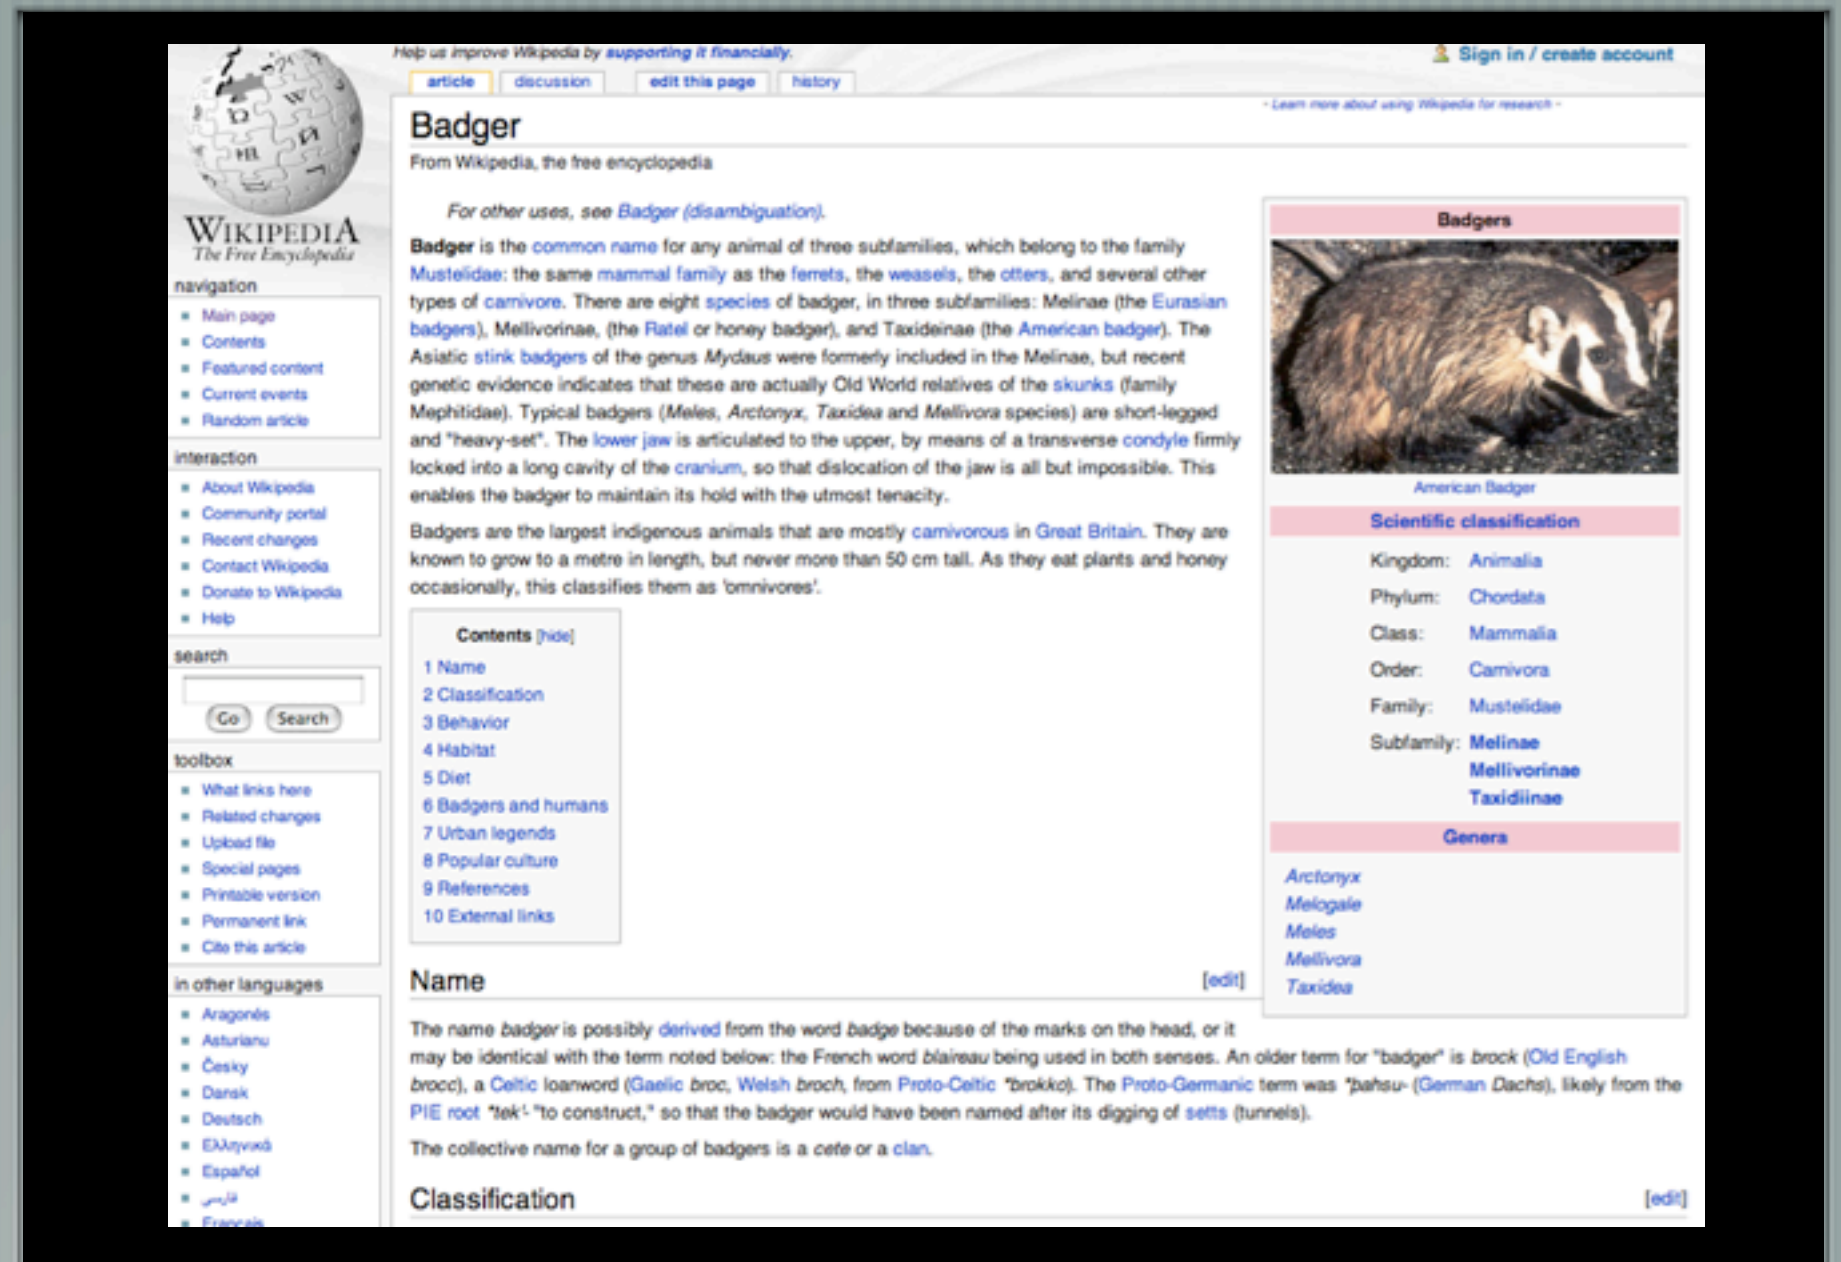 Help us improve Wikipedia by supporting it financially.
Sign in / create account
article
discussion
edit this page
history
- Learn more about using Wikipedia for research -
WIKIPEDIA
The Free Encyclopedia
navigation
Main page
Contents
Featured content
Current events
Random article
interaction
About Wikipedia
Community portal
Recent changes
Contact Wikipedia
Donate to Wikipedia
Help
search
Go
Search
toolbox
What links here
Related changes
Upload file
Special pages
Printable version
Permanent link
Cite this article
in other languages
Aragonés
Asturianu
Česky
Dansk
Deutsch
Ελληνικά
Español
فارسی
Français
Badger
From Wikipedia, the free encyclopedia
For other uses, see Badger (disambiguation).
Badger is the common name for any animal of three subfamilies, which belong to the family
Mustelidae: the same mammal family as the ferrets, the weasels, the otters, and several other
types of carnivore. There are eight species of badger, in three subfamilies: Melinae (the Eurasian
badgers), Mellivorinae, (the Ratel or honey badger), and Taxideinae (the American badger). The
Asiatic stink badgers of the genus Mydaus were formerly included in the Melinae, but recent
genetic evidence indicates that these are actually Old World relatives of the skunks (family
Mephitidae). Typical badgers (Meles, Arctonyx, Taxidea and Mellivora species) are short-legged
and "heavy-set". The lower jaw is articulated to the upper, by means of a transverse condyle firmly
locked into a long cavity of the cranium, so that dislocation of the jaw is all but impossible. This
enables the badger to maintain its hold with the utmost tenacity.
Badgers are the largest indigenous animals that are mostly carnivorous in Great Britain. They are
known to grow to a metre in length, but never more than 50 cm tall. As they eat plants and honey
occasionally, this classifies them as 'omnivores'.
Contents [hide]
1 Name
2 Classification
3 Behavior
4 Habitat
5 Diet
6 Badgers and humans
7 Urban legends
8 Popular culture
9 References
10 External links
Badgers
American Badger
Scientific classification
Kingdom: Animalia
Phylum: Chordata
Class: Mammalia
Order: Carnivora
Family: Mustelidae
Subfamily: Melinae
Mellivorinae
Taxidiinae
Genera
Arctonyx
Melogale
Meles
Mellivora
Taxidea
Name [edit]
The name badger is possibly derived from the word badge because of the marks on the head, or it
may be identical with the term noted below: the French word blaireau being used in both senses. An older term for "badger" is brock (Old English
brocc), a Celtic loanword (Gaelic broc, Welsh broch, from Proto-Celtic *brokko). The Proto-Germanic term was *þahsu- (German Dachs), likely from the
PIE root *tek'- "to construct," so that the badger would have been named after its digging of setts (tunnels).
The collective name for a group of badgers is a cete or a clan.
Classification [edit]